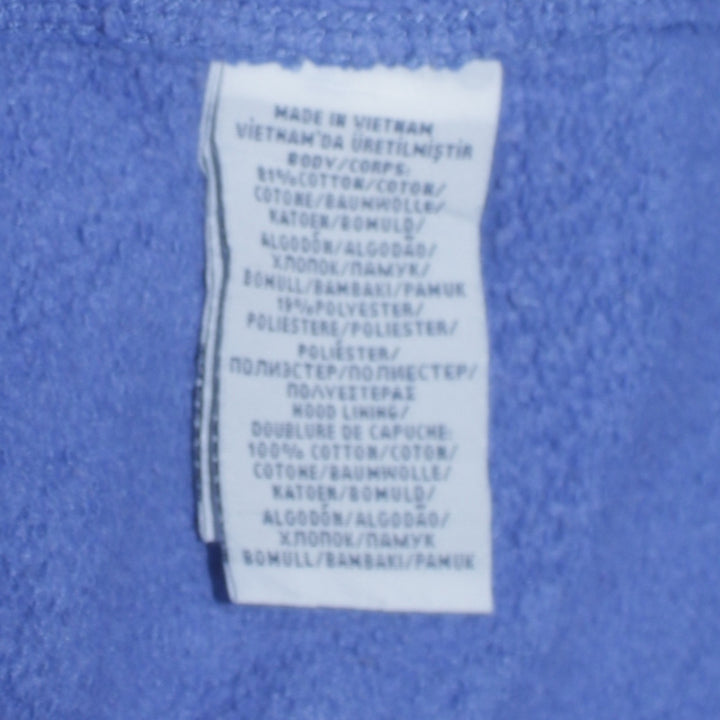 MADE IN VIETNAM
VİETNAM'DA ÜRETİLMİŞTİR
BODY/CORPS:
81%COTTON/COTON/
COTONE/BAUMWOLLE/
KATOEN/BOMULD/
ALGODÓN/ALGODÃO/
ХЛОПОК/ПАМУК/
BOMULL/BAMBAKI/PAMUK
19%POLYESTER/
POLIESTERE/POLIESTER/
POLIÉSTER/
ПОЛИЭСТЕР/ПОЛИЕСТЕР/
ΠΟΛΥΕΣΤΕΡΑΣ
HOOD LINING/
DOUBLURE DE CAPUCHE:
100% COTTON/COTON/
COTONE/BAUMWOLLE/
KATOEN/BOMULD/
ALGODÓN/ALGODÃO/
ХЛОПОК/ПАМУК
BOMULL/BAMBAKI/PAMUK